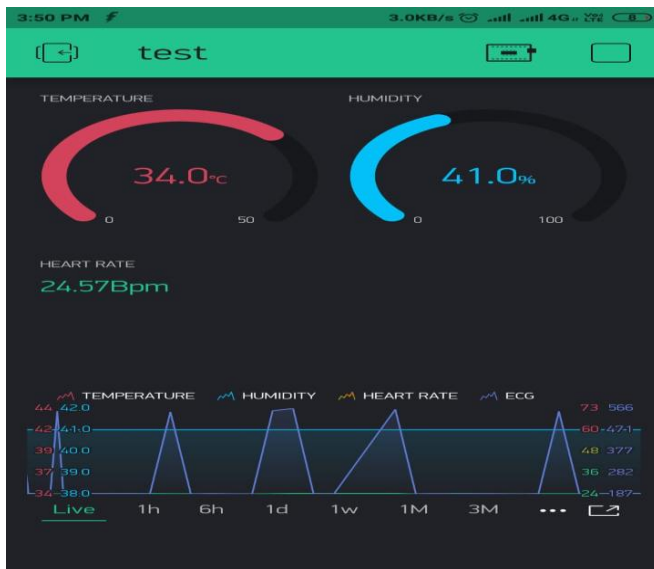 3:50 PM 3.0KB/s 4G
test
TEMPERATURE HUMIDITY
34.0°C 41.0%
0 50 0 100
HEART RATE
24.57Bpm
TEMPERATURE HUMIDITY HEART RATE ECG
44 42.0 73 566
42 41.0 60 471
39 40.0 48 377
37 39.0 36 282
34 38.0 24 187
Live 1h 6h 1d 1w 1M 3M •••